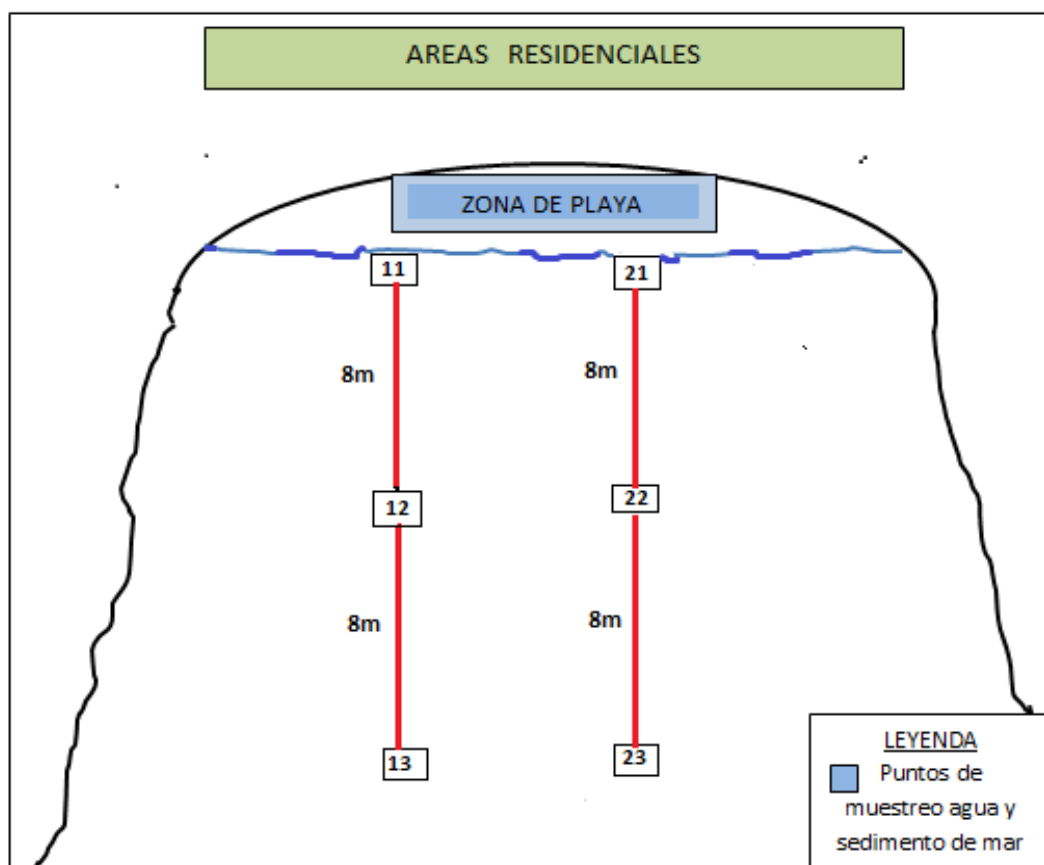 AREAS RESIDENCIALES
ZONA DE PLAYA
11
21
8m
8m
12
22
8m
8m
13
23
LEYENDA
Puntos de
muestreo agua y
sedimento de mar